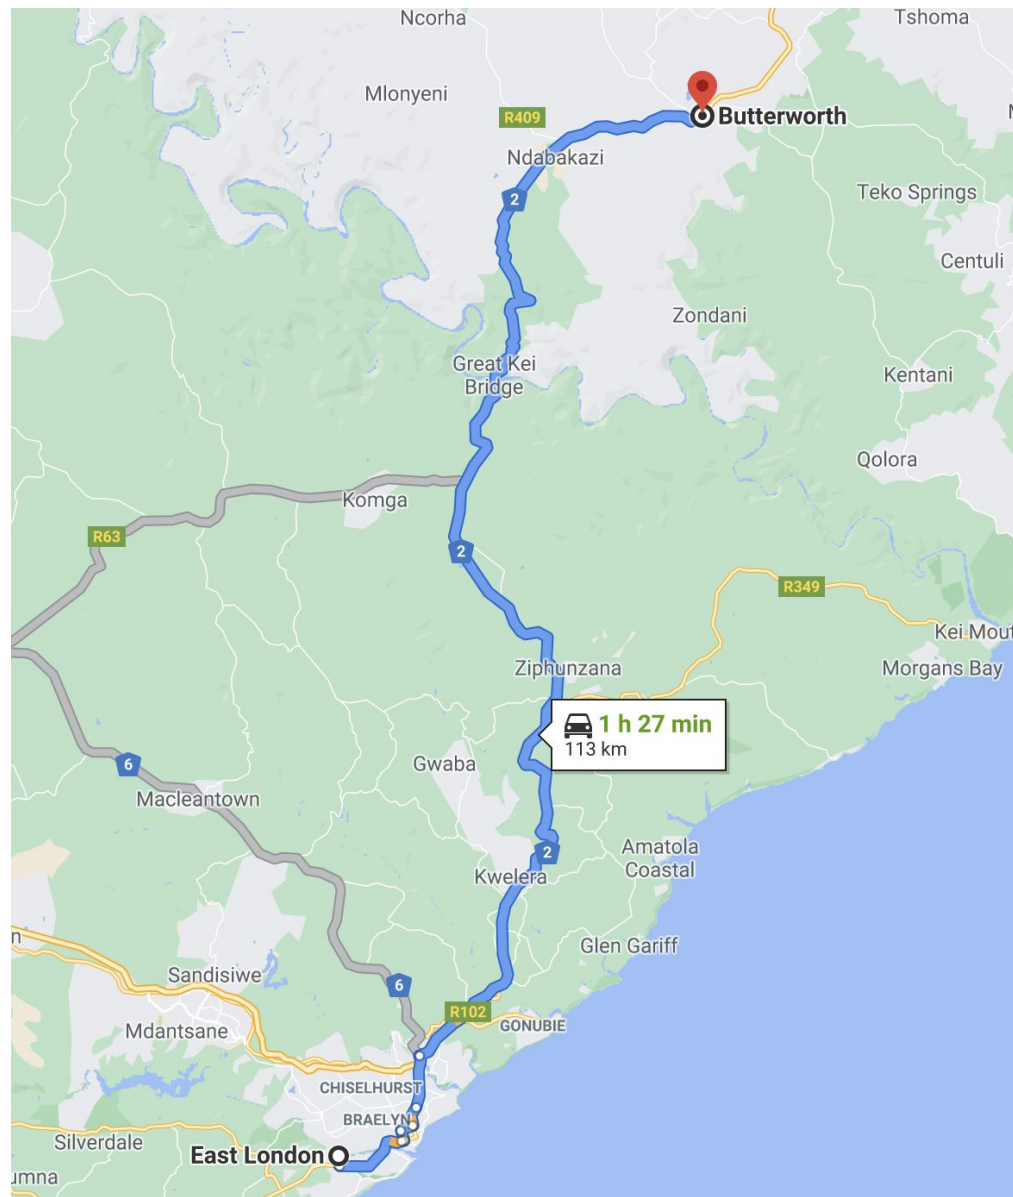 Ncorha
Tshoma
Mlonyeni
R409
Butterworth
Ndabakazi
2
Teko Springs
Centuli
Zondani
Great Kei
Bridge
Kentani
Qolora
Komga
R63
2
R349
Kei Mout
Ziphunzana
Morgans Bay
1 h 27 min
113 km
Gwaba
6
Macleantown
2
Amatola
Coastal
Kwelera
n
Glen Gariff
Sandisiwe
6
R102
GONUBIE
Mdantsane
CHISELHURST
BRAELYN
Silverdale
East London
umna